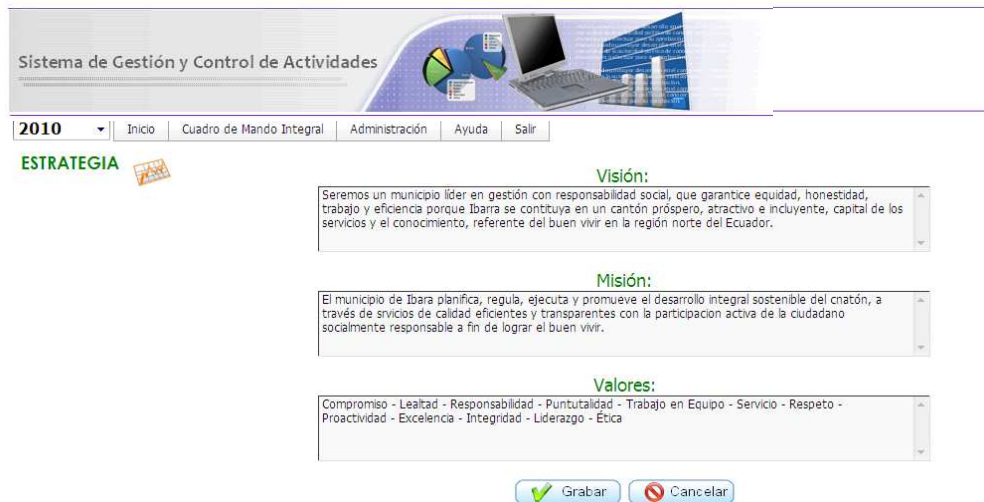 Sistema de Gestión y Control de Actividades
2010 Inicio Cuadro de Mando Integral Administración Ayuda Salir
ESTRATEGIA
Visión:
Seremos un municipio líder en gestión con responsabilidad social, que garantice equidad, honestidad,
trabajo y eficiencia porque Ibarra se contituya en un cantón próspero, atractivo e incluyente, capital de los
servicios y el conocimiento, referente del buen vivir en la región norte del Ecuador.
Misión:
El municipio de Ibara planifica, regula, ejecuta y promueve el desarrollo integral sostenible del cnatón, a
través de srvicios de calidad eficientes y transparentes con la participacion activa de la ciudadano
socialmente responsable a fin de lograr el buen vivir.
Valores:
Compromiso - Lealtad - Responsabilidad - Puntutalidad - Trabajo en Equipo - Servicio - Respeto -
Proactividad - Excelencia - Integridad - Liderazgo - Ética
Grabar Cancelar